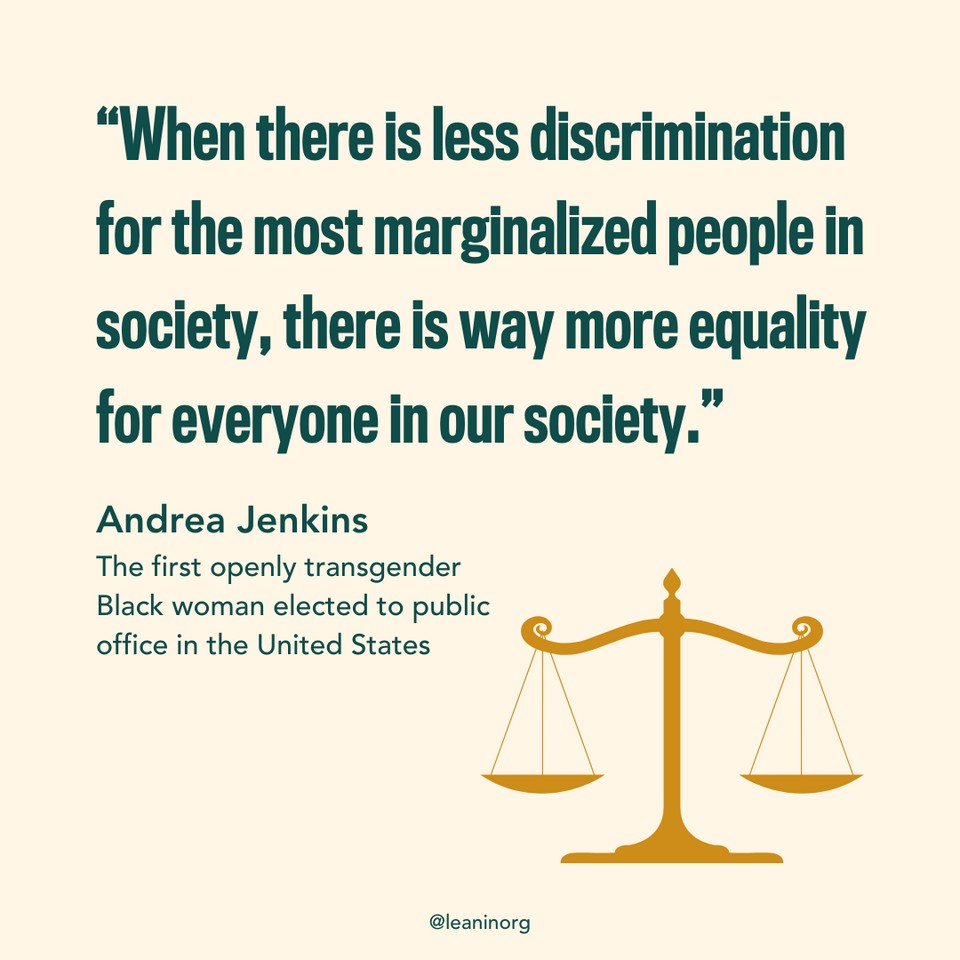 “When there is less discrimination
for the most marginalized people in
society, there is way more equality
for everyone in our society.”
Andrea Jenkins
The first openly transgender
Black woman elected to public
office in the United States
@leaninorg